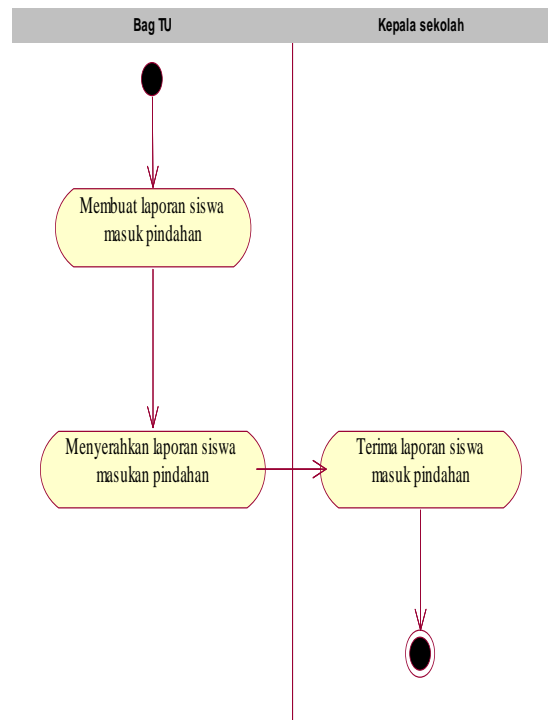 Bag TU
Kepala sekolah
Membuat laporan siswa
masuk pindahan
Menyerahkan laporan siswa
masukan pindahan
Terima laporan siswa
masuk pindahan